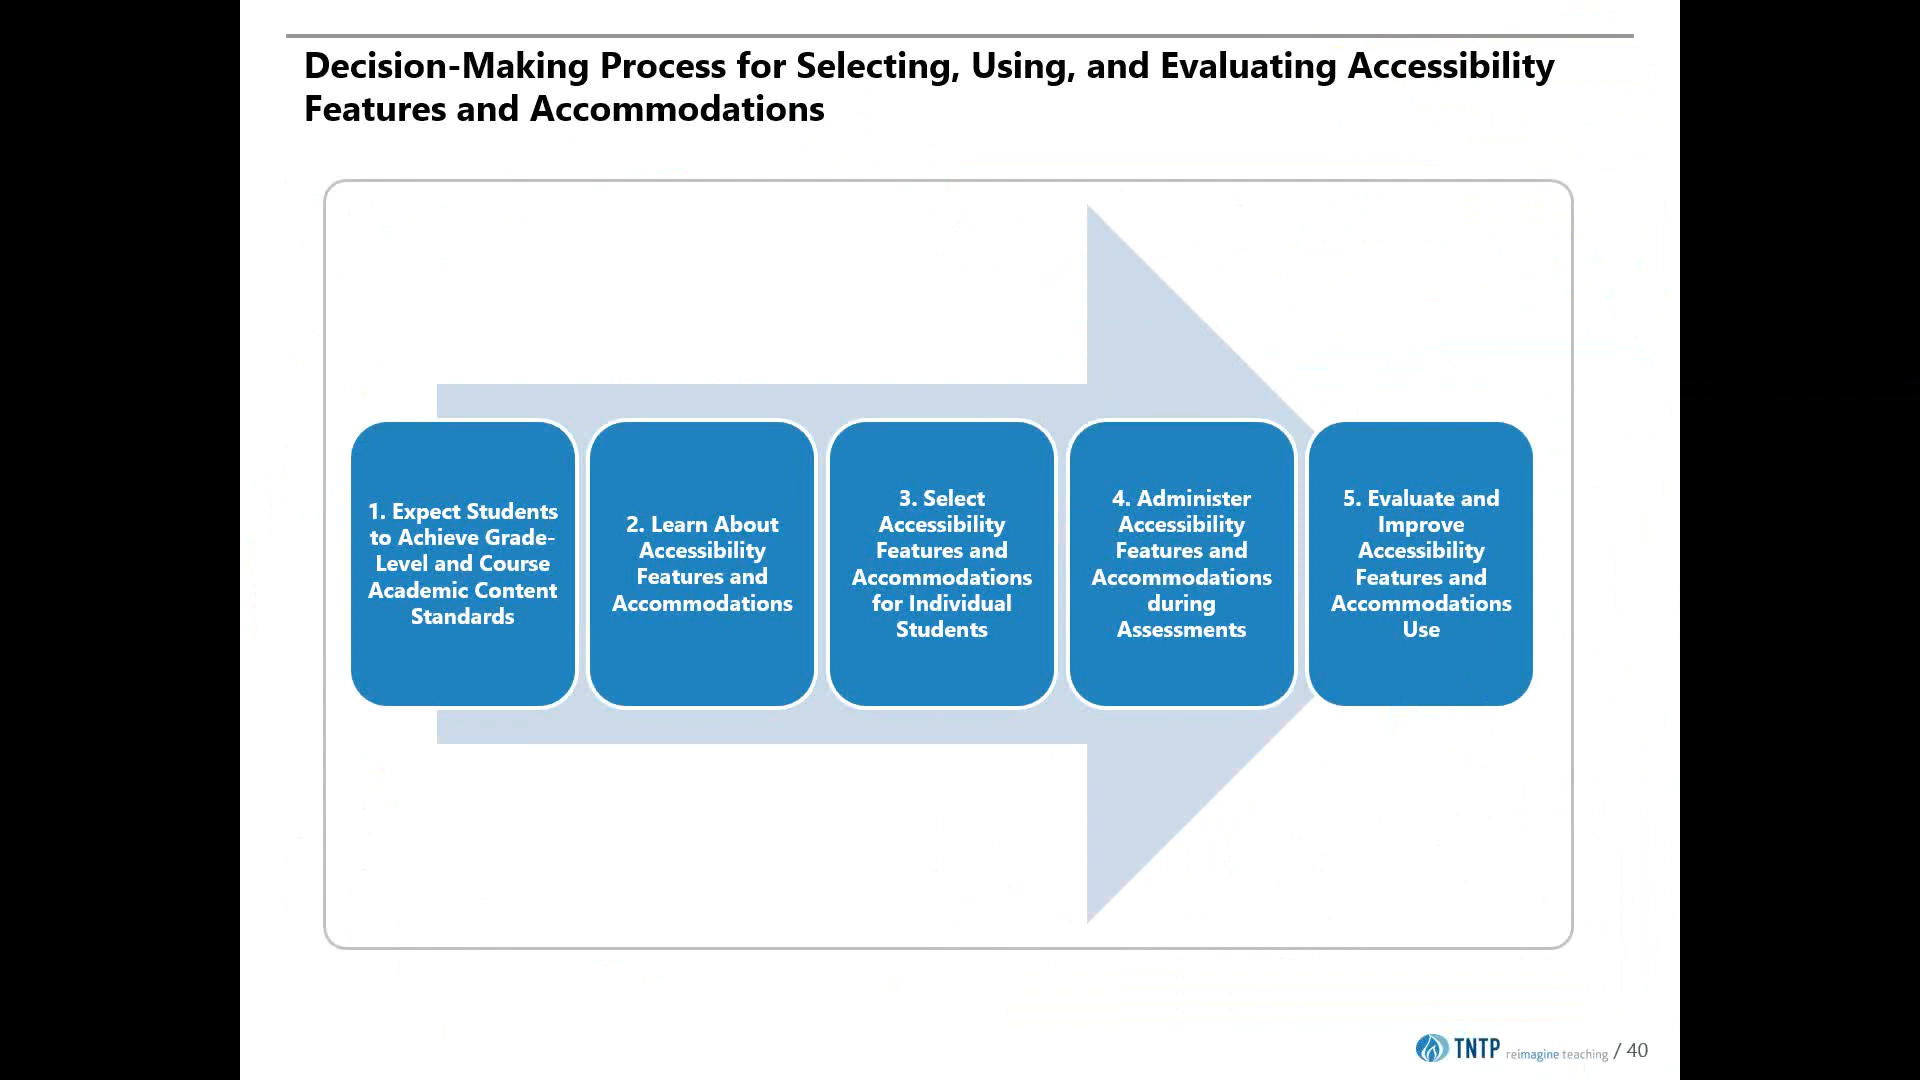 Decision-Making Process for Selecting, Using, and Evaluating Accessibility
Features and Accommodations
1. Expect Students
to Achieve Grade-
Level and Course
Academic Content
Standards
2. Learn About
Accessibility
Features and
Accommodations
3. Select
Accessibility
Features and
Accommodations
for Individual
Students
4. Administer
Accessibility
Features and
Accommodations
during
Assessments
5. Evaluate and
Improve
Accessibility
Features and
Accommodations
Use
TNTP reimagine teaching / 40